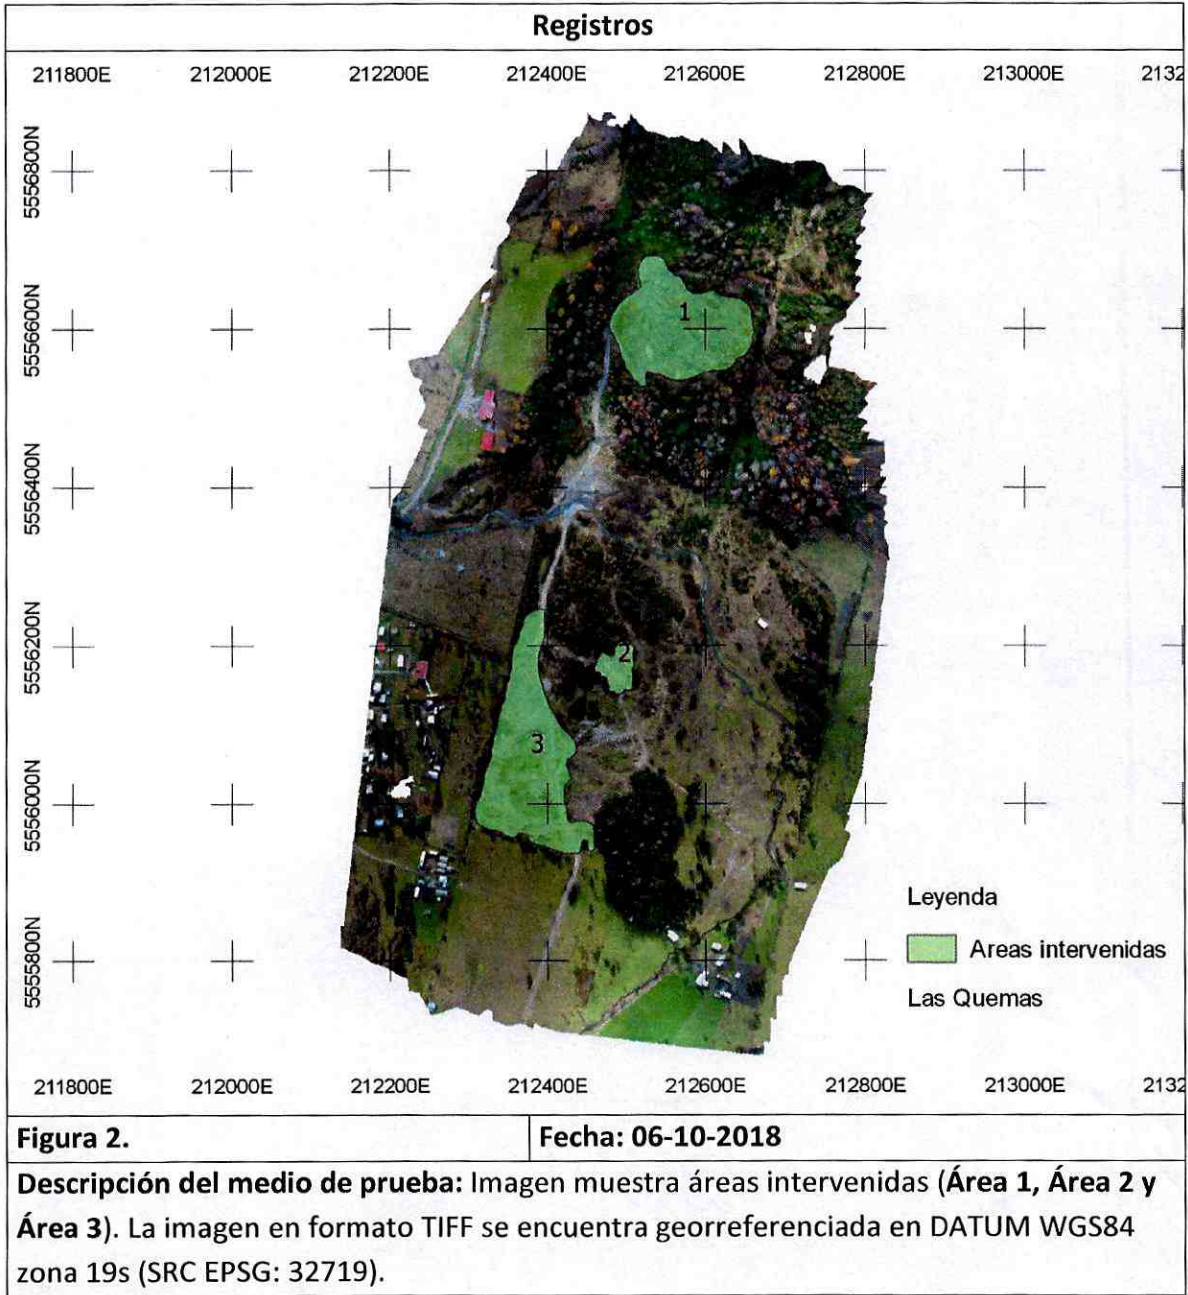 Registros
211800E 212000E 212200E 212400E 212600E 212800E 213000E 2132
5556800N
5556600N
5556400N
5556200N
5556000N
5555800N
1
2
3
Leyenda
Areas intervenidas
Las Quemas
211800E 212000E 212200E 212400E 212600E 212800E 213000E 2132
Figura 2. Fecha: 06-10-2018
Descripción del medio de prueba: Imagen muestra áreas intervenidas (Área 1, Área 2 y
Área 3). La imagen en formato TIFF se encuentra georreferenciada en DATUM WGS84
zona 19s (SRC EPSG: 32719).